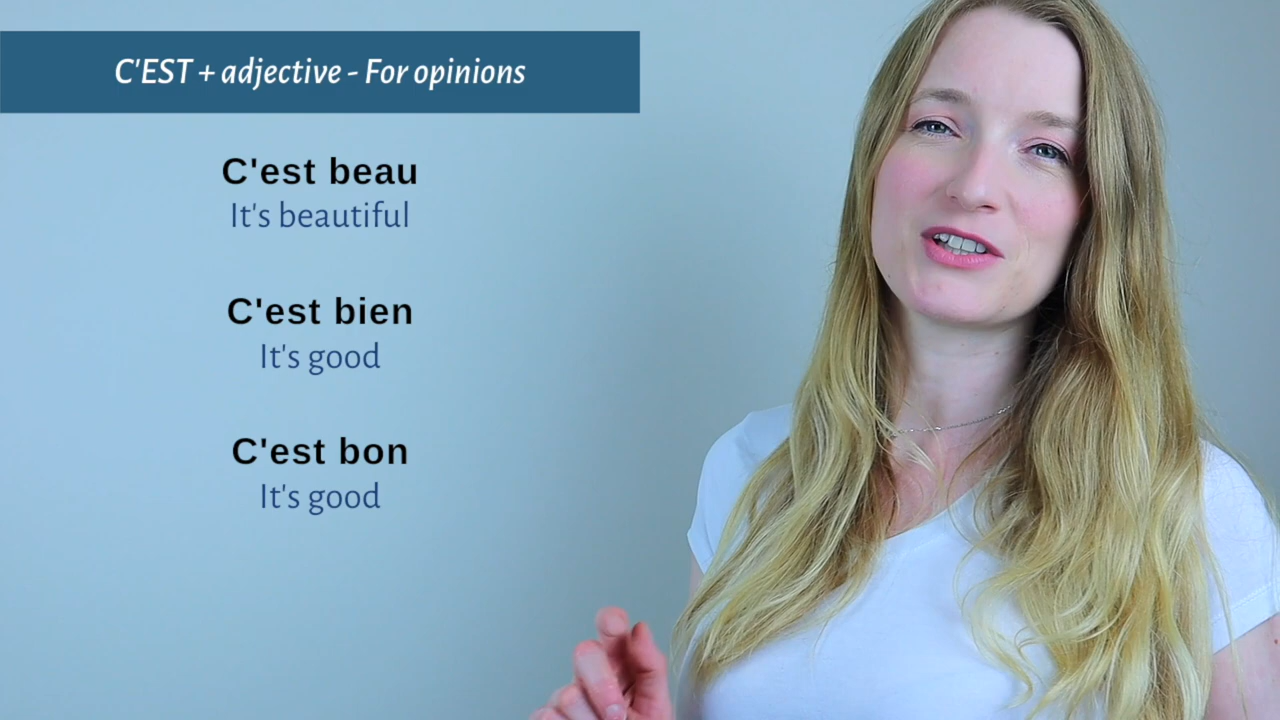 C'EST + adjective - For opinions
C'est beau
It's beautiful
C'est bien
It's good
C'est bon
It's good